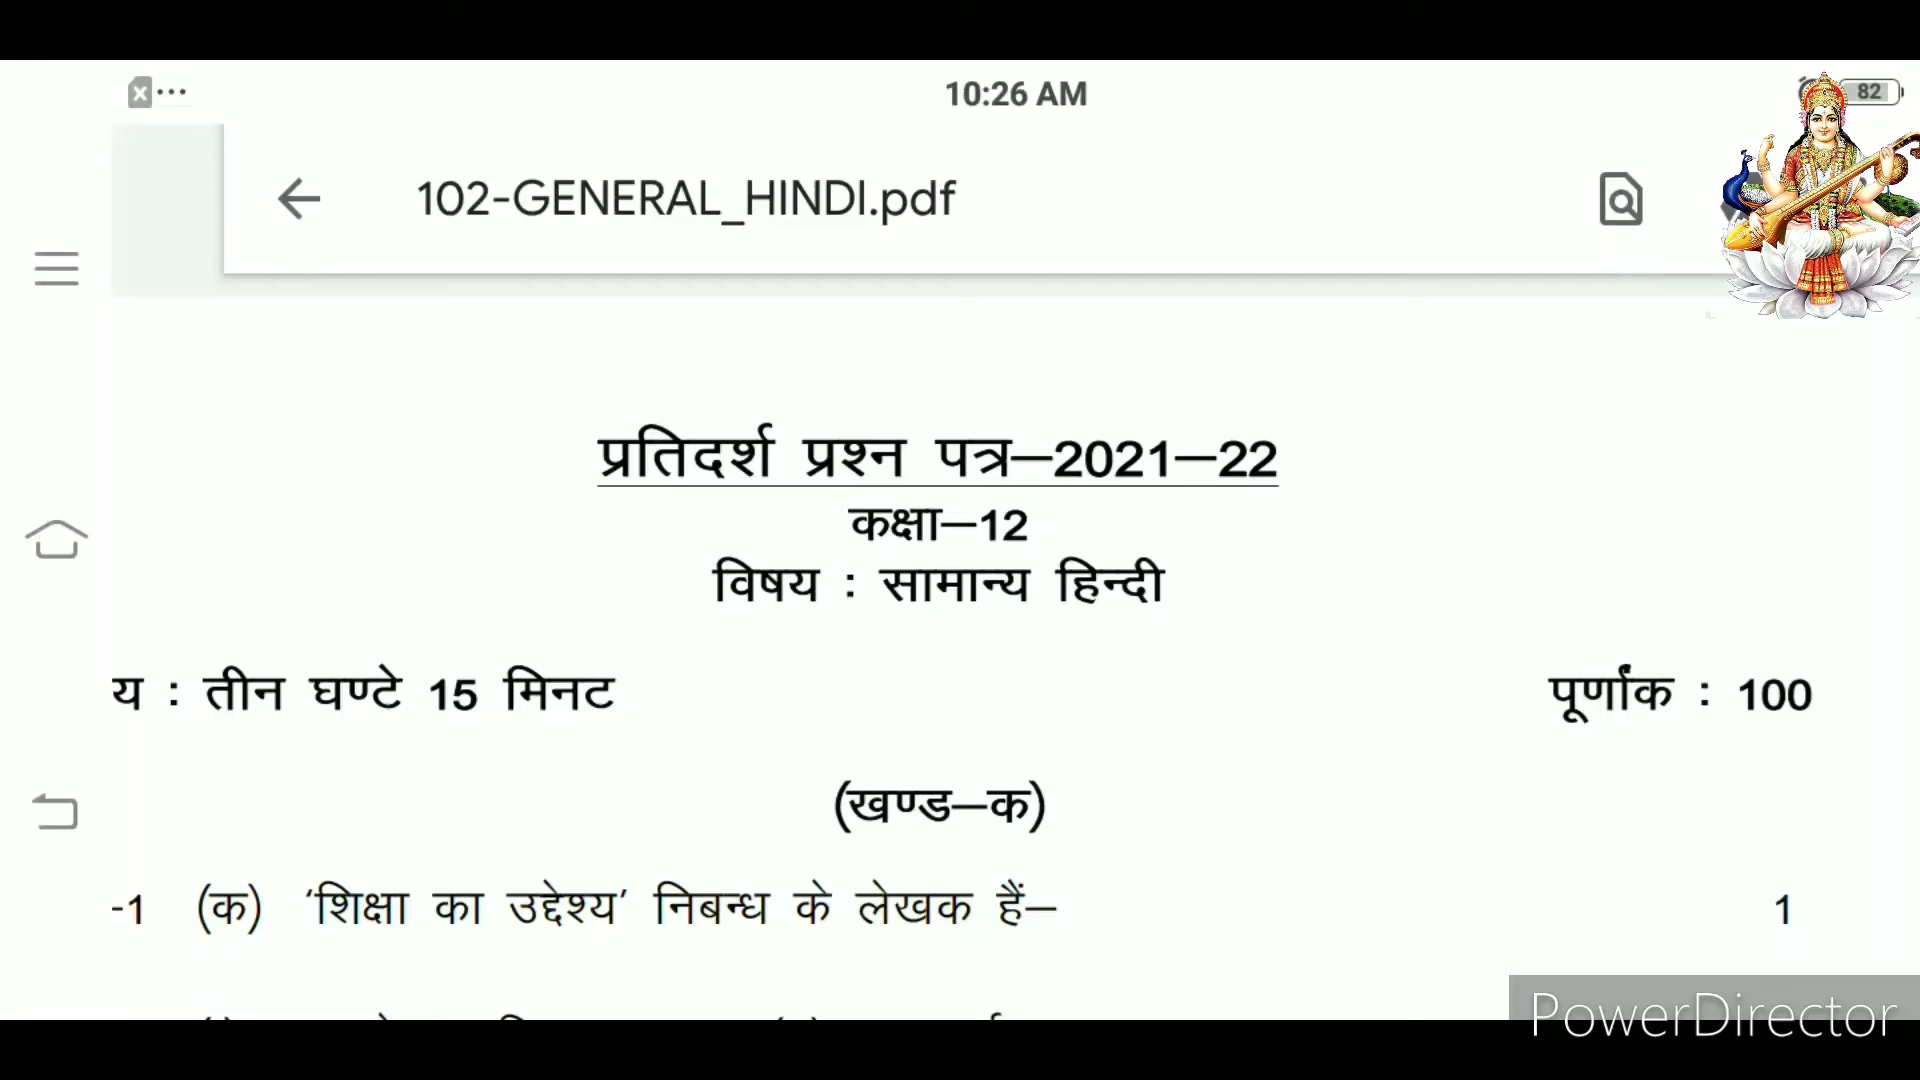 10:26 AM
82
102-GENERAL_HINDI.pdf
प्रतिदर्श प्रश्न पत्र—2021—22
कक्षा—12
विषय : सामान्य हिन्दी
य : तीन घण्टे 15 मिनट
पूर्णांक : 100
(खण्ड—क)
-1 (क) ‘शिक्षा का उद्देश्य’ निबन्ध के लेखक हैं— 1
PowerDirector